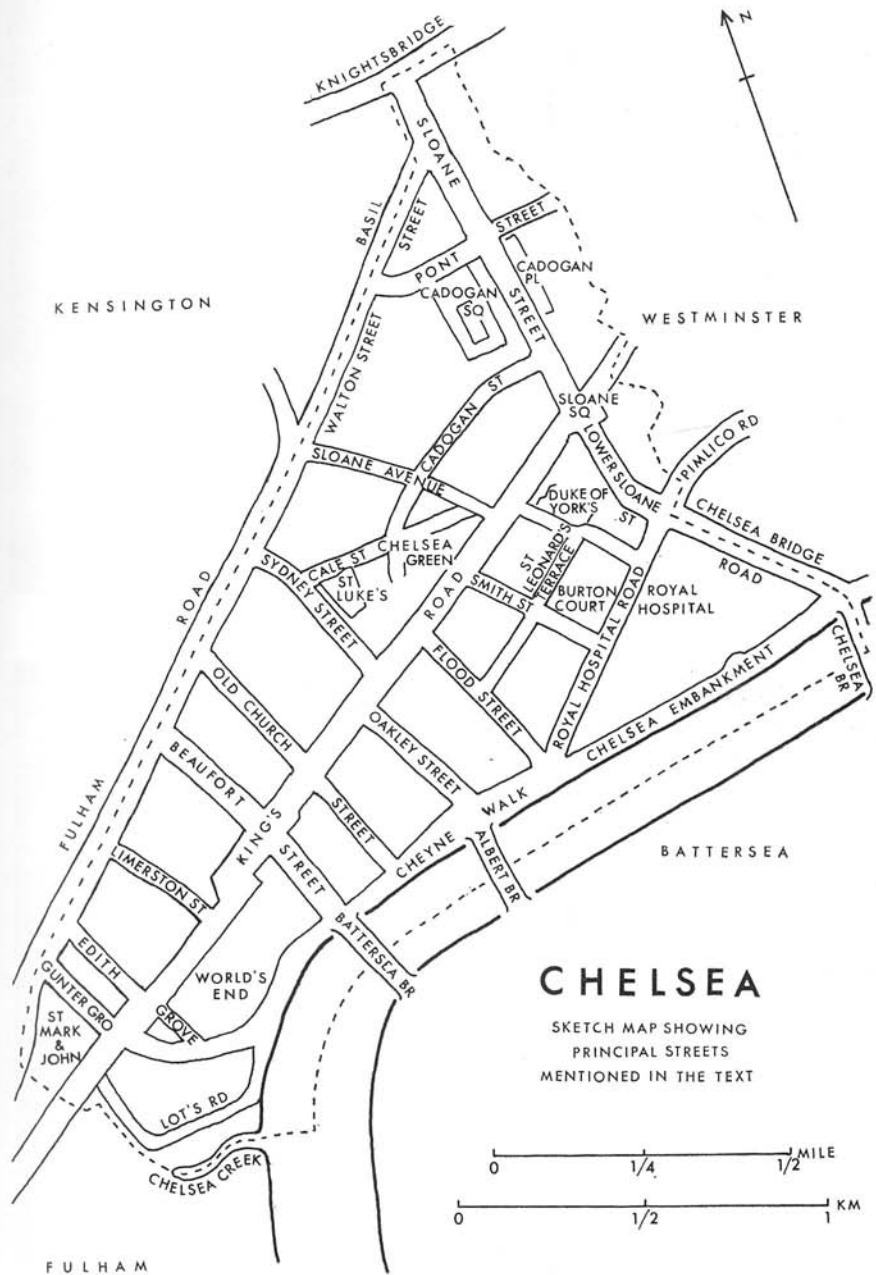 N
KNIGHTSBRIDGE
SLOANE
STREET
BASIL
STREET
PONT
STREET
CADOGAN
PL
CADOGAN
SQ
KENSINGTON
WESTMINSTER
WALTON STREET
CADOGAN ST
SLOANE
SQ
SLOANE AVENUE
LOWER SLOANE
ST
PIMLICO RD
DUKE OF
YORK'S
CHELSEA BRIDGE
ROAD
CALE ST
CHELSEA
GREEN
ST
LUKE'S
SYDNEY STREET
ST
LEONARD'S
TERRACE
SMITH ST
BURTON
COURT
ROYAL
HOSPITAL
ROYAL HOSPITAL ROAD
FULHAM
ROAD
KING'S
ROAD
FLOOD STREET
CHELSEA
BR
OLD CHURCH
STREET
OAKLEY STREET
CHELSEA EMBANKMENT
BEAUFORT
STREET
CHEYNE
WALK
ALBERT BR
BATTERSEA
LIMERSTON ST
BATTERSEA BR
EDITH
GROVE
GUNTER GRO
WORLD'S
END
ST
MARK
&
JOHN
LOT'S RD
CHELSEA CREEK
FULHAM
CHELSEA
SKETCH MAP SHOWING
PRINCIPAL STREETS
MENTIONED IN THE TEXT
0 1/4 1/2 MILE
0 1/2 1 KM